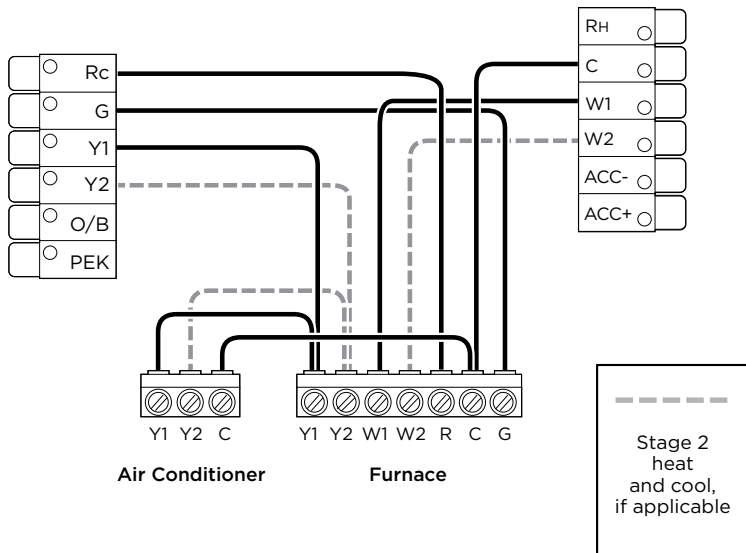 Rc
G
Y1
Y2
O/B
PEK
RH
C
W1
W2
ACC-
ACC+
Y1 Y2 C
Air Conditioner
Y1 Y2 W1 W2 R C G
Furnace
Stage 2
heat
and cool,
if applicable